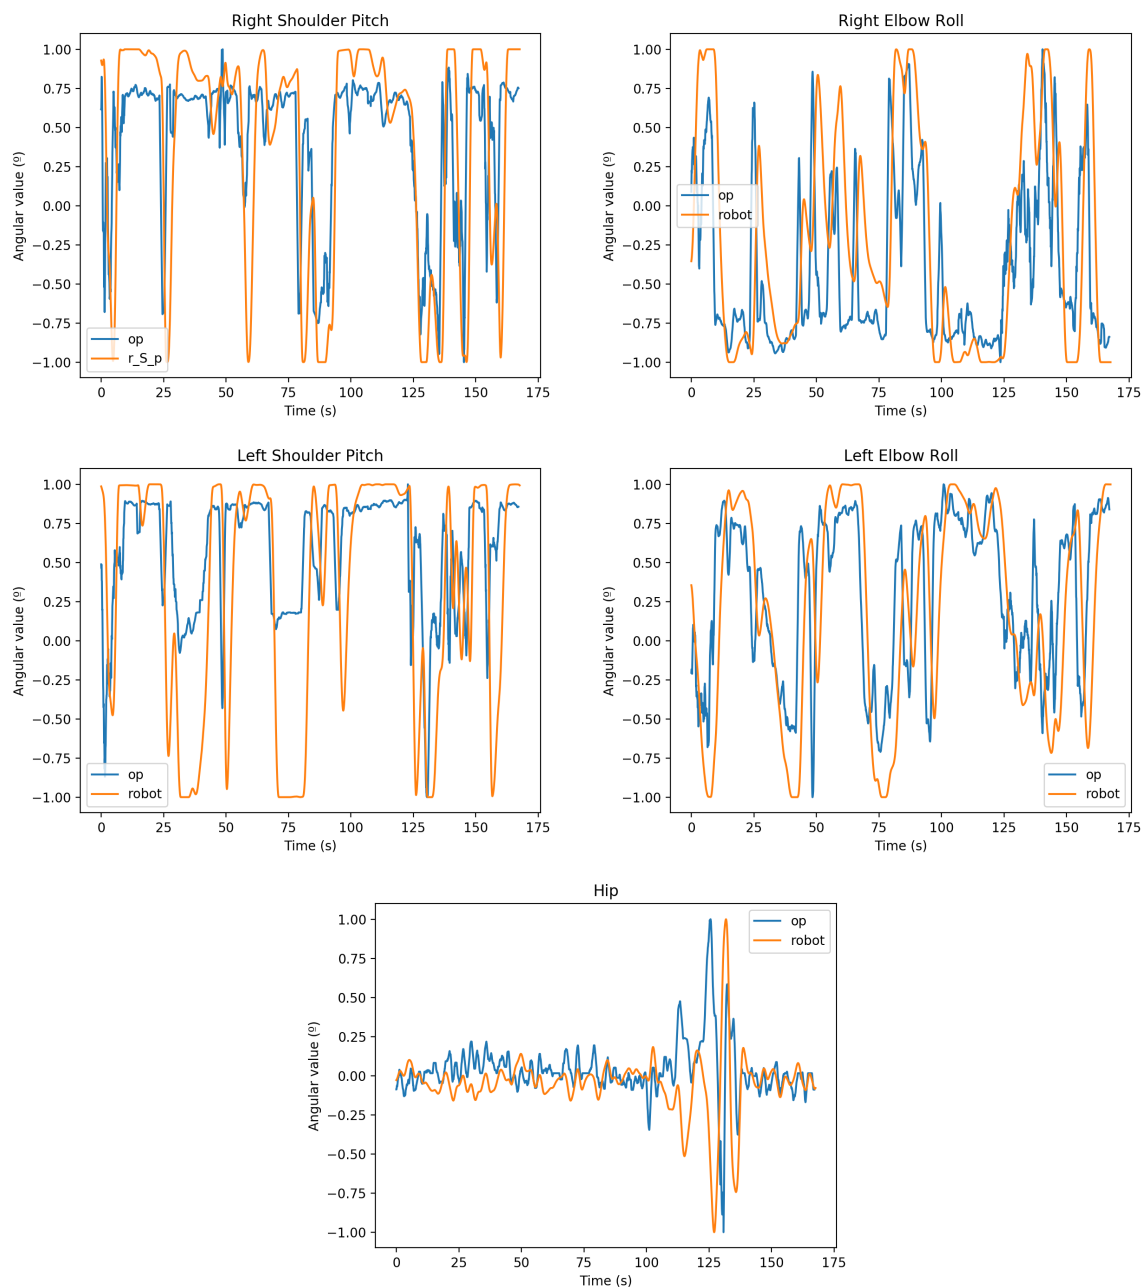 Right Shoulder Pitch
Angular value (º)
1.00
0.75
0.50
0.25
0.00
−0.25
−0.50
−0.75
−1.00
op
r_S_p
0 25 50 75 100 125 150 175
Time (s)
Right Elbow Roll
Angular value (º)
1.00
0.75
0.50
0.25
0.00
−0.25
−0.50
−0.75
−1.00
op
robot
0 25 50 75 100 125 150 175
Time (s)
Left Shoulder Pitch
Angular value (º)
1.00
0.75
0.50
0.25
0.00
−0.25
−0.50
−0.75
−1.00
op
robot
0 25 50 75 100 125 150 175
Time (s)
Left Elbow Roll
Angular value (º)
1.00
0.75
0.50
0.25
0.00
−0.25
−0.50
−0.75
−1.00
op
robot
0 25 50 75 100 125 150 175
Time (s)
Hip
Angular value (º)
1.00
0.75
0.50
0.25
0.00
−0.25
−0.50
−0.75
−1.00
op
robot
0 25 50 75 100 125 150 175
Time (s)